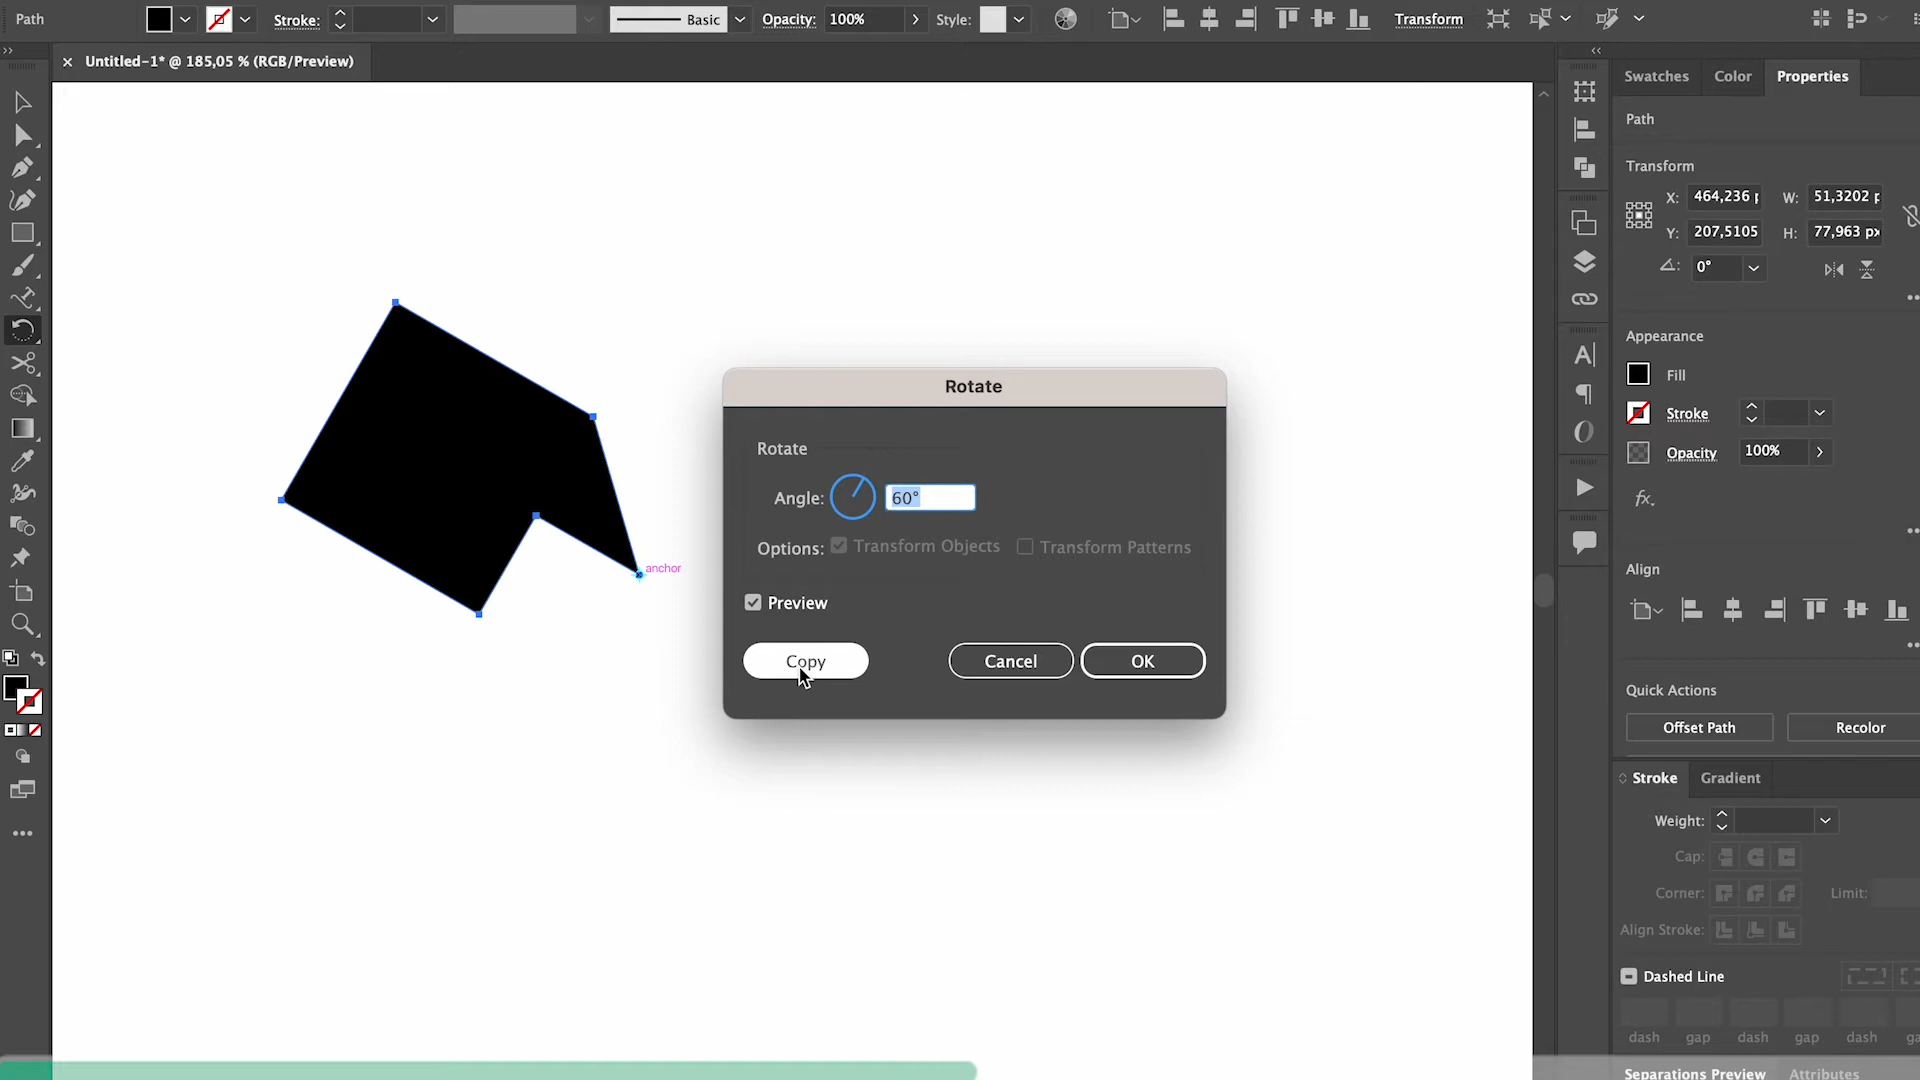 Path Stroke: Basic Opacity: 100% Style: Transform
Untitled-1* @ 185,05 % (RGB/Preview)
Swatches Color Properties
Path
Transform
X: 464,236 W: 51,3202
Y: 207,5105 H: 77,963 px
0°
Appearance
Fill
Stroke
Opacity 100%
fx.
Align
Quick Actions
Offset Path Recolor
Stroke Gradient
Weight:
Cap:
Corner: Limit:
Align Stroke:
Dashed Line
dash gap dash gap dash
Separations Preview Attributes
anchor
Rotate
Rotate
Angle: 60°
Options: Transform Objects Transform Patterns
Preview
Copy Cancel OK